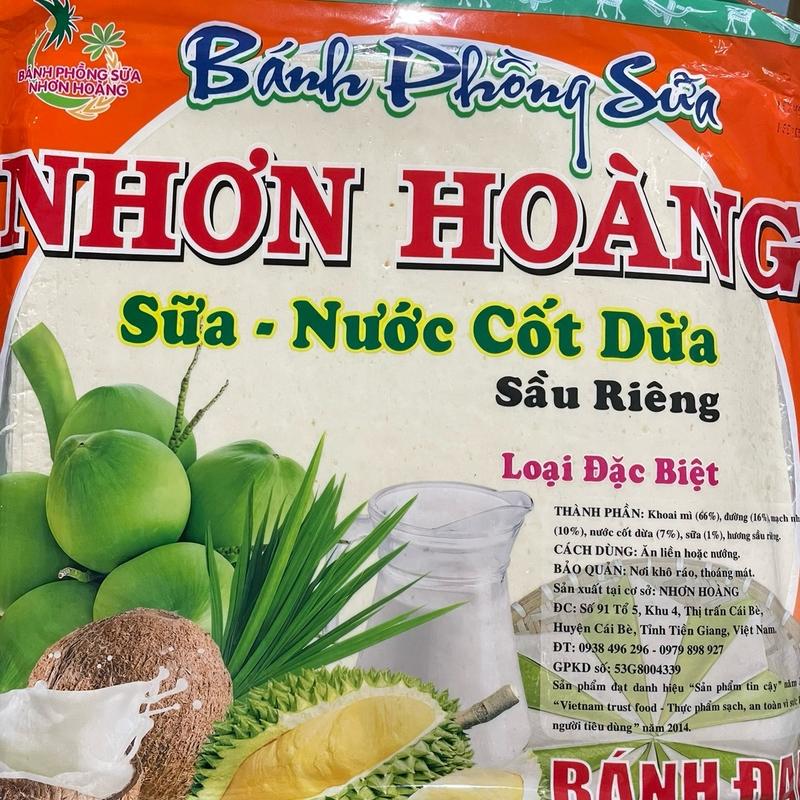 BÁNH PHỒNG SỮA
NHƠN HOÀNG
Bánh Phồng Sữa
NHƠN HOÀNG
Sữa - Nước Cốt Dừa
Sầu Riêng
Loại Đặc Biệt
THÀNH PHẦN: Khoai mì (66%), đường (16%), mạch
(10%), nước cốt dừa (7%), sữa (1%), hương sầu riêng.
CÁCH DÙNG: Ăn liền hoặc nướng.
BẢO QUẢN: Nơi khô ráo, thoáng mát.
Sản xuất tại cơ sở: NHƠN HOÀNG
ĐC: Số 91 Tổ 5, Khu 4, Thị trấn Cái Bè,
Huyện Cái Bè, Tỉnh Tiền Giang, Việt Nam.
ĐT: 0938 496 296 - 0979 898 927
GPKD số: 53G8004339
Sản phẩm đạt danh hiệu "Sản phẩm tin cậy" năm
"Vietnam trust food - Thực phẩm sạch, an toàn vì sức
người tiêu dùng" năm 2014.
BÁNH